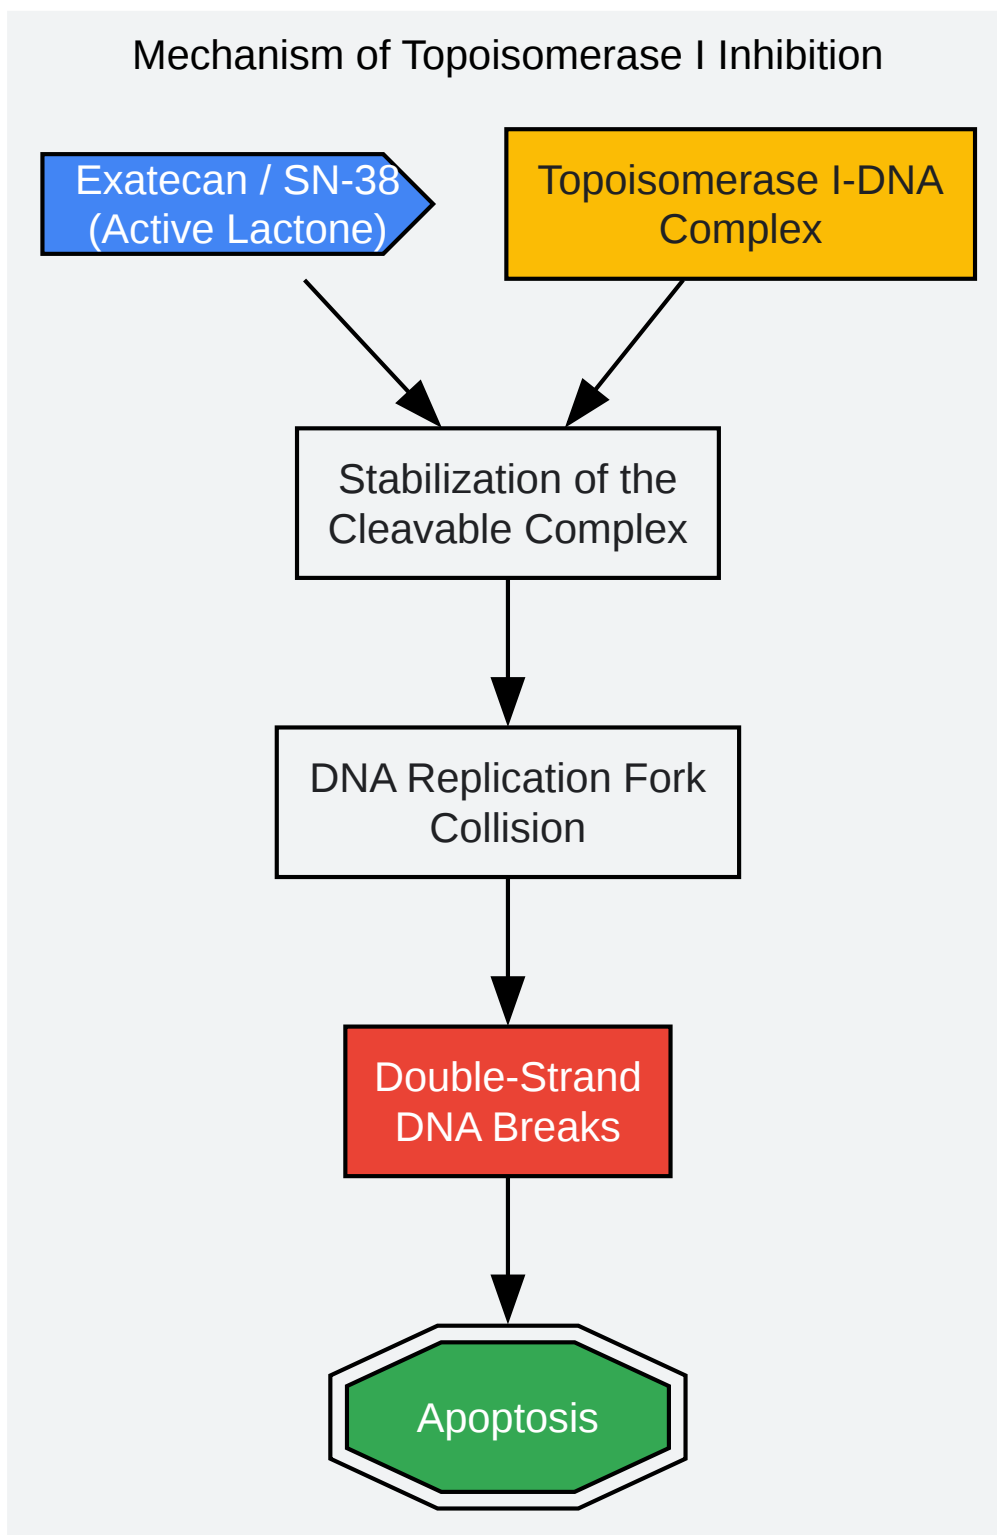 Mechanism of Topoisomerase I Inhibition
Exatecan / SN-38
(Active Lactone)
Topoisomerase I-DNA
Complex
Stabilization of the
Cleavable Complex
DNA Replication Fork
Collision
Double-Strand
DNA Breaks
Apoptosis